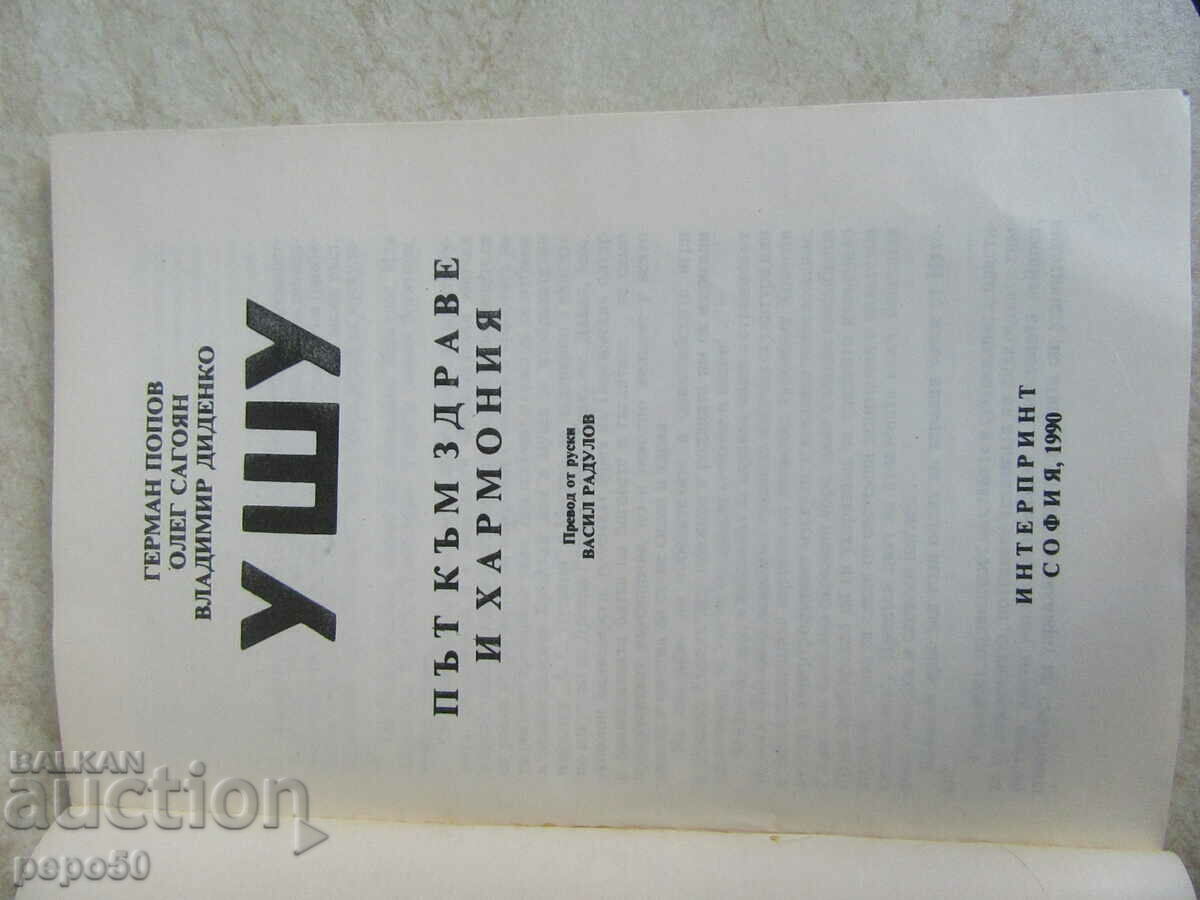 ГЕРМАН ПОПОВ
ОЛЕГ САГОЯН
ВЛАДИМИР ДИДЕНКО
УШУ
ПЪТ КЪМ ЗДРАВЕ
И ХАРМОНИЯ
Превод от руски
ВАСИЛ РАДУЛОВ
ИНТЕРПРИНТ
СОФИЯ, 1990
BALKAN
auction
pepo50